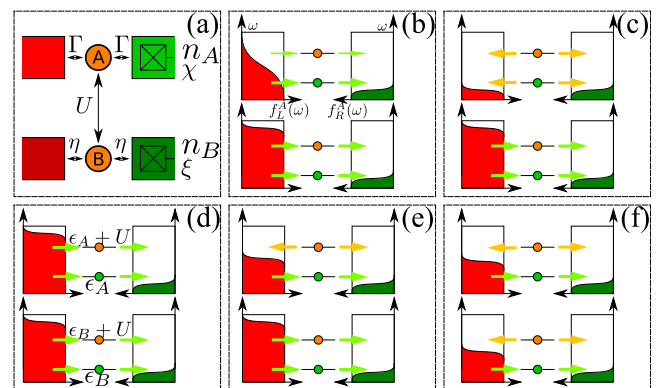 (a)
Γ A Γ n_A
χ
U
η B η n_B
ξ
(b)
ω ω
f_L^A(ω) f_R^A(ω)
(c)
(d)
ϵ_A + U
ϵ_A
ϵ_B + U
ϵ_B
(e)
(f)